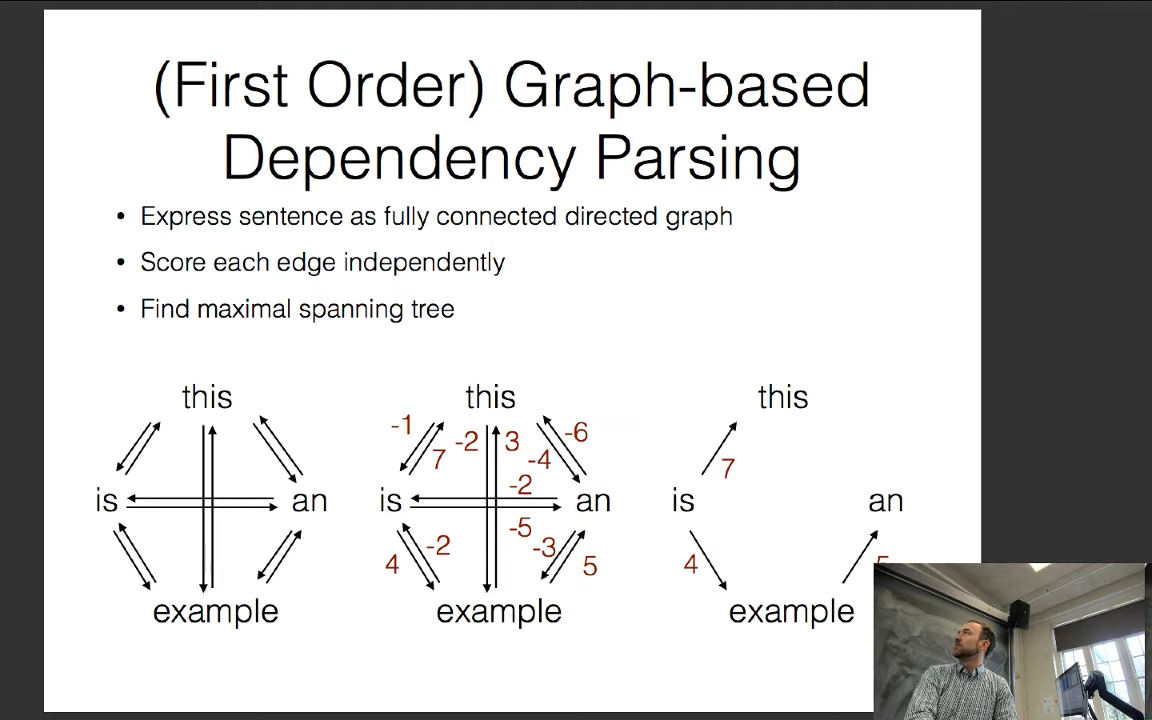 (First Order) Graph-based
Dependency Parsing
• Express sentence as fully connected directed graph
• Score each edge independently
• Find maximal spanning tree
this
is
an
example
this
-1
7
-2
3
-6
-4
is
-2
an
-5
4
-2
-3
5
example
this
7
is
an
4
example